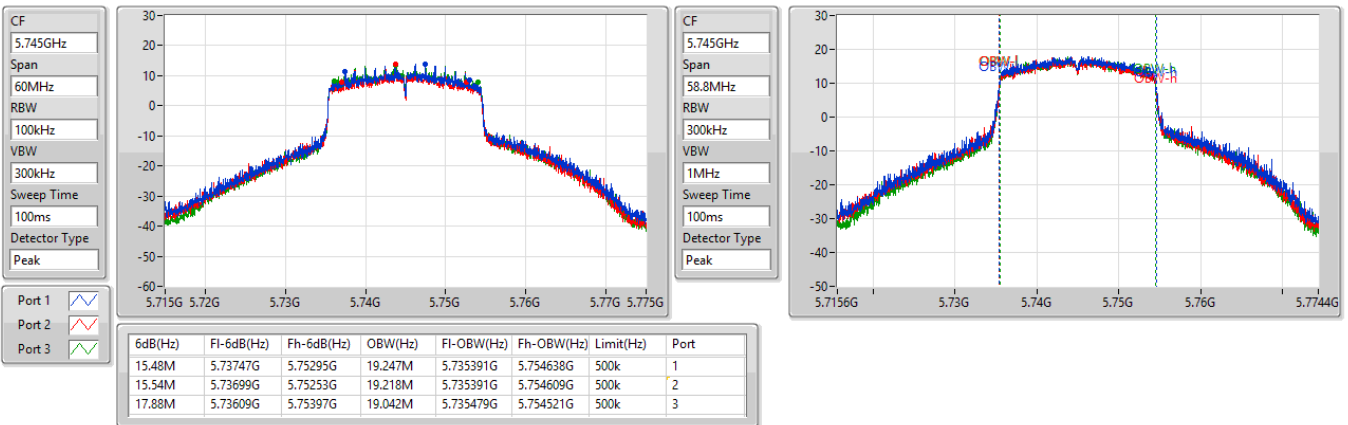 CF
5.745GHz
Span
60MHz
RBW
100kHz
VBW
300kHz
Sweep Time
100ms
Detector Type
Peak
Port 1
Port 2
Port 3
30
20
10
0
-10
-20
-30
-40
-50
-60
5.715G 5.72G 5.73G 5.74G 5.75G 5.76G 5.77G 5.775G
CF
5.745GHz
Span
58.8MHz
RBW
300kHz
VBW
1MHz
Sweep Time
100ms
Detector Type
Peak
30
20
10
0
-10
-20
-30
-40
-50
OBW-l
OBW-h
OBW-h
5.7156G 5.73G 5.74G 5.75G 5.76G 5.7744G
6dB(Hz) Fl-6dB(Hz) Fh-6dB(Hz) OBW(Hz) Fl-OBW(Hz) Fh-OBW(Hz) Limit(Hz) Port
15.48M 5.73747G 5.75295G 19.247M 5.735391G 5.754638G 500k 1
15.54M 5.73699G 5.75253G 19.218M 5.735391G 5.754609G 500k 2
17.88M 5.73609G 5.75397G 19.042M 5.735479G 5.754521G 500k 3